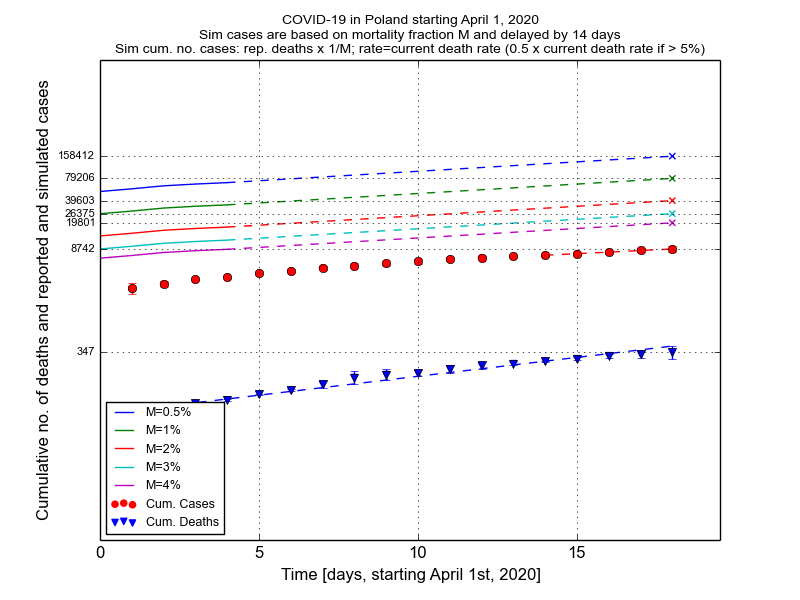 COVID-19 in Poland starting April 1, 2020
Sim cases are based on mortality fraction M and delayed by 14 days
Sim cum. no. cases: rep. deaths x 1/M; rate=current death rate (0.5 x current death rate if > 5%)
Cumulative no. of deaths and reported and simulated cases
158412
79206
39603
26375
19801
8742
347
M=0.5%
M=1%
M=2%
M=3%
M=4%
Cum. Cases
Cum. Deaths
0
5
10
15
Time [days, starting April 1st, 2020]